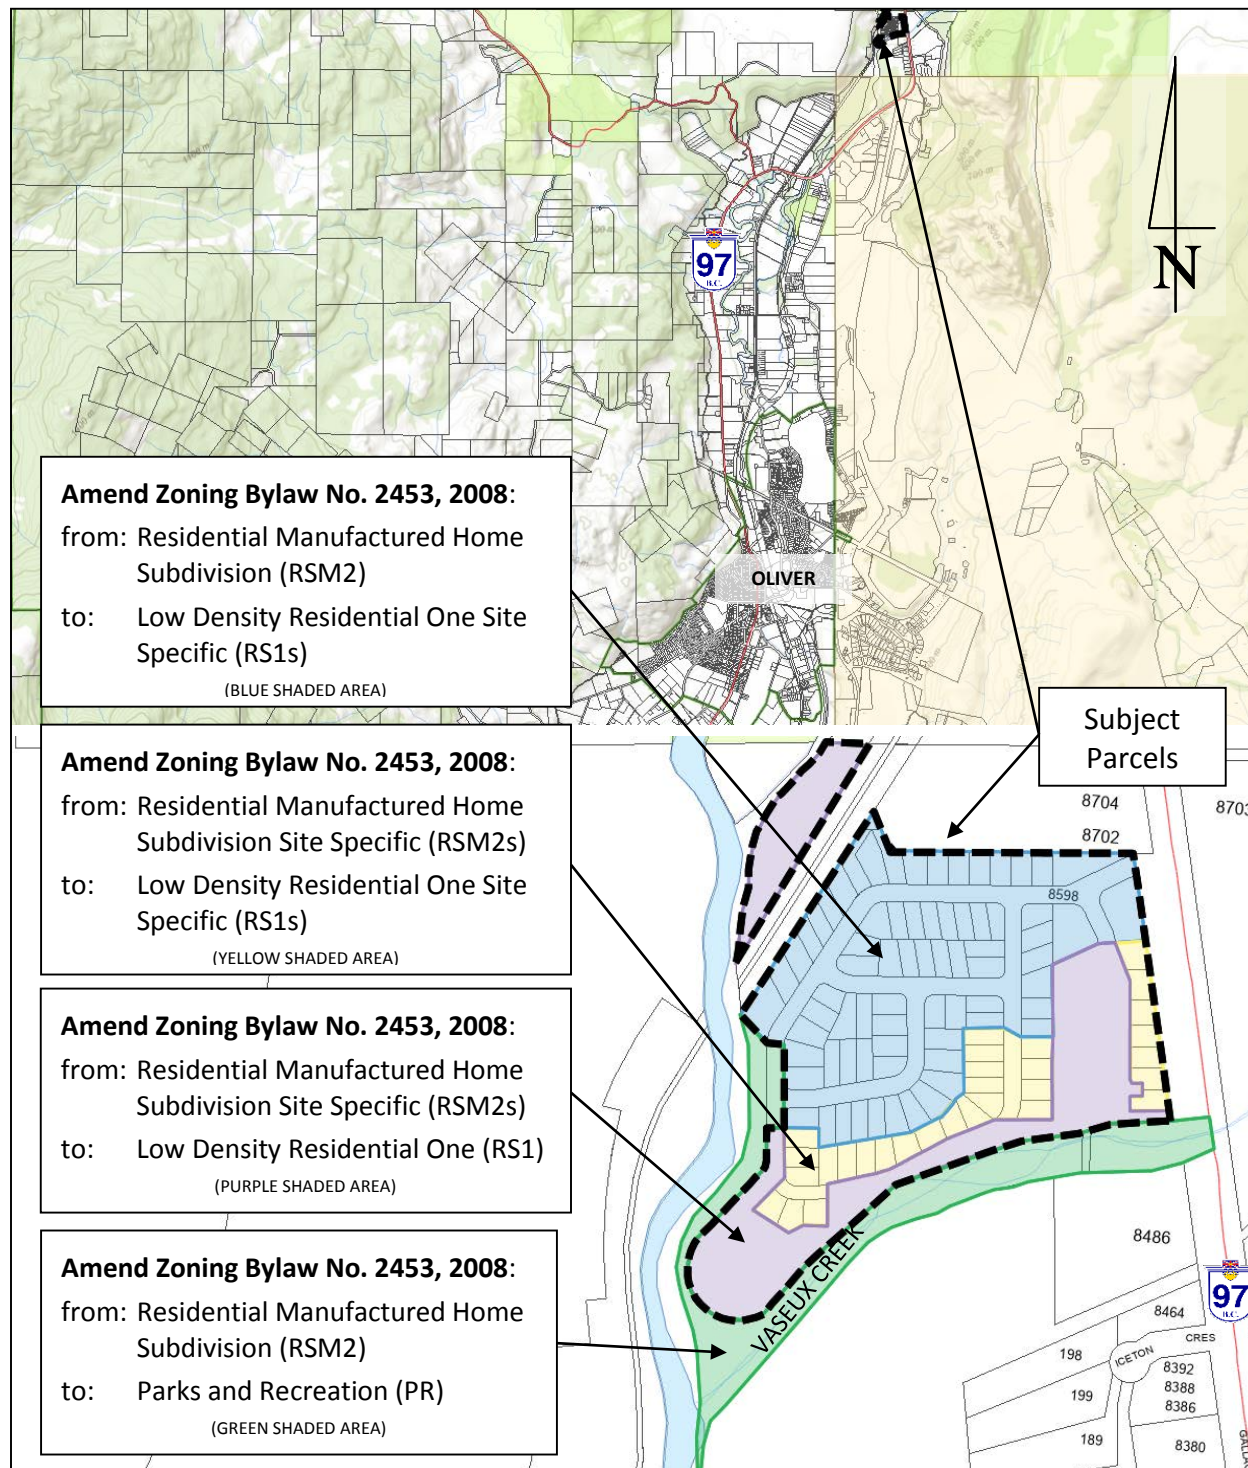 N
97
B.C.
OLIVER
Amend Zoning Bylaw No. 2453, 2008:
from: Residential Manufactured Home
Subdivision (RSM2)
to: Low Density Residential One Site
Specific (RS1s)
(BLUE SHADED AREA)
Amend Zoning Bylaw No. 2453, 2008:
from: Residential Manufactured Home
Subdivision Site Specific (RSM2s)
to: Low Density Residential One Site
Specific (RS1s)
(YELLOW SHADED AREA)
Amend Zoning Bylaw No. 2453, 2008:
from: Residential Manufactured Home
Subdivision Site Specific (RSM2s)
to: Low Density Residential One (RS1)
(PURPLE SHADED AREA)
Amend Zoning Bylaw No. 2453, 2008:
from: Residential Manufactured Home
Subdivision (RSM2)
to: Parks and Recreation (PR)
(GREEN SHADED AREA)
Subject
Parcels
8704
8703
8702
8598
VASEUX CREEK
8486
97
B.C.
8464
CRES
ICETON
198
8392
8388
199
8386
189
8380